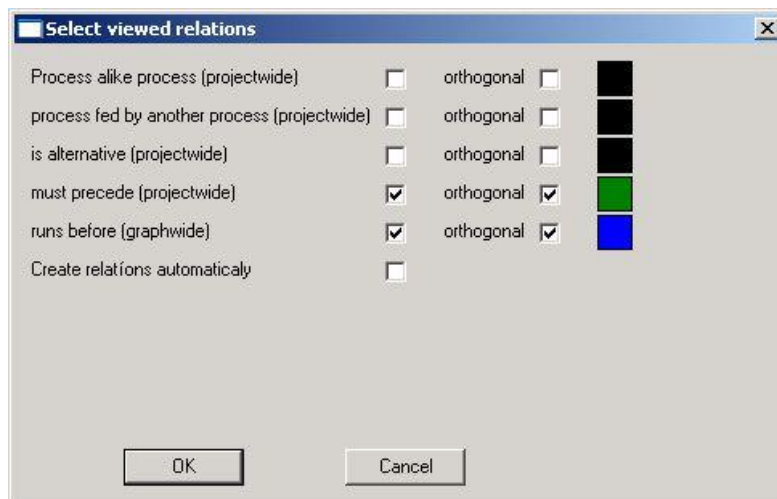 Select viewed relations
Process alike process (projectwide) orthogonal
process fed by another process (projectwide) orthogonal
is alternative (projectwide) orthogonal
must precede (projectwide) orthogonal
runs before (graphwide) orthogonal
Create relatíons automaticaly
OK Cancel